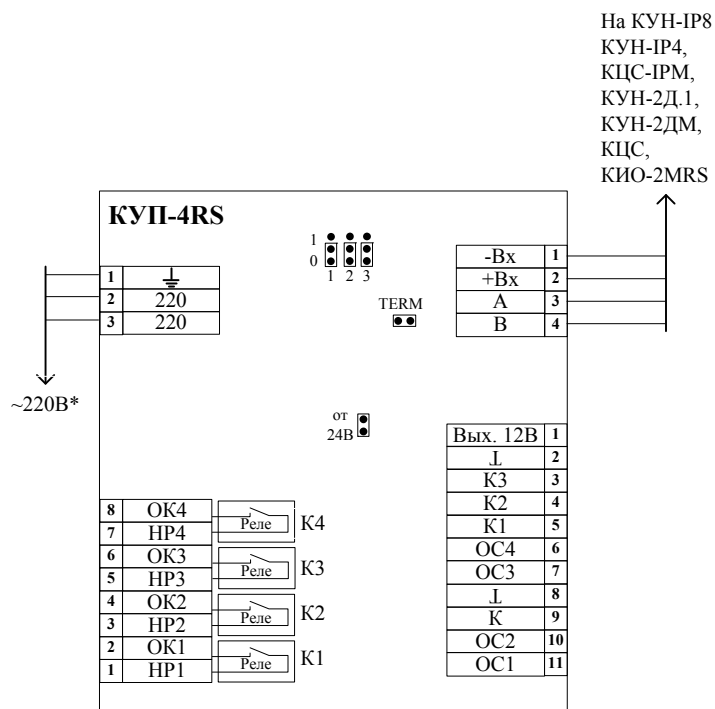 На КУН-IP8
КУН-IP4,
КЦС-IPM,
КУН-2Д.1,
КУН-2ДМ,
КЦС,
КИО-2MRS
КУП-4RS
1
0
1 2 3
TERM
от
24В
1
2 220
3 220
~220В*
-Вх 1
+Вх 2
А 3
В 4
Вых. 12В 1
2
К3 3
К2 4
К1 5
ОС4 6
ОС3 7
8
К 9
ОС2 10
ОС1 11
8 ОК4 Реле К4
7 НР4
6 ОК3 Реле К3
5 НР3
4 ОК2 Реле К2
3 НР2
2 ОК1 Реле К1
1 НР1